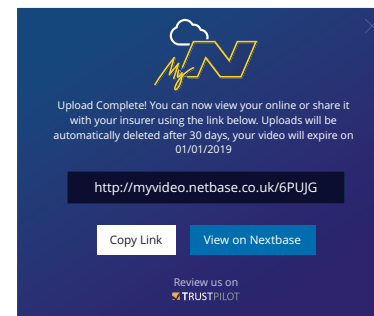 My N
Upload Complete! You can now view your online or share it
with your insurer using the link below. Uploads will be
automatically deleted after 30 days, your video will expire on
01/01/2019
http://myvideo.netbase.co.uk/6PUJG
Copy Link View on Nextbase
Review us on
TRUSTPILOT